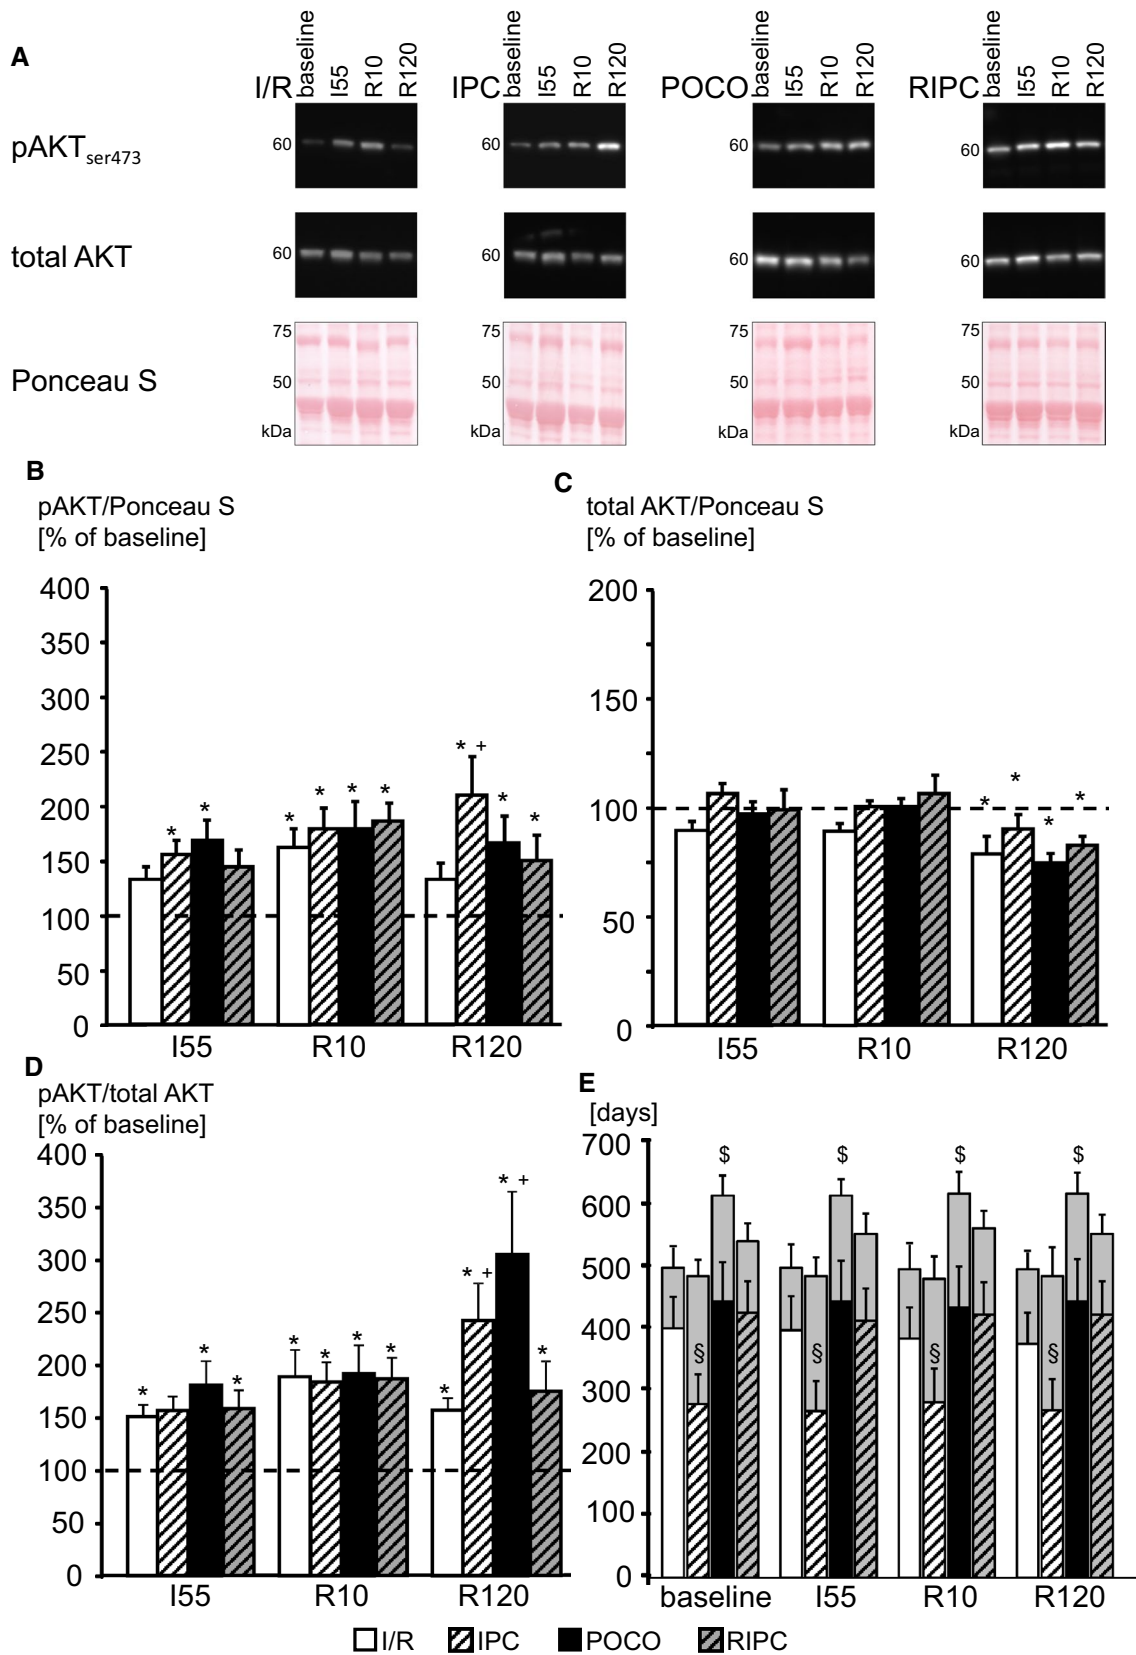 A
I/R baseline I55 R10 R120
IPC baseline I55 R10 R120
POCO baseline I55 R10 R120
RIPC baseline I55 R10 R120
pAKTser473 60 60 60 60
total AKT 60 60 60 60
75 75 75 75
Ponceau S 50 50 50 50
kDa kDa kDa kDa
B
pAKT/Ponceau S
[% of baseline]
400
350
300
250
200
150
100
50
0
* * * * * * * + * *
I55 R10 R120
C
total AKT/Ponceau S
[% of baseline]
200
150
100
50
0
* * * *
I55 R10 R120
D
pAKT/total AKT
[% of baseline]
400
350
300
250
200
150
100
50
0
* * * * * * * * * + * + *
I55 R10 R120
E
[days]
700
600
500
400
300
200
100
0
$ $ $ $
§ § § §
baseline I55 R10 R120
I/R IPC POCO RIPC